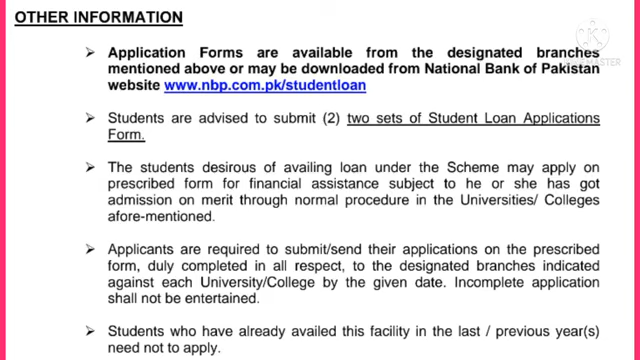 OTHER INFORMATION
➢ Application Forms are available from the designated branches
mentioned above or may be downloaded from National Bank of Pakistan
website www.nbp.com.pk/studentloan
➢ Students are advised to submit (2) two sets of Student Loan Applications
Form.
➢ The students desirous of availing loan under the Scheme may apply on
prescribed form for financial assistance subject to he or she has got
admission on merit through normal procedure in the Universities/ Colleges
afore-mentioned.
➢ Applicants are required to submit/send their applications on the prescribed
form, duly completed in all respect, to the designated branches indicated
against each University/College by the given date. Incomplete application
shall not be entertained.
➢ Students who have already availed this facility in the last / previous year(s)
need not to apply.